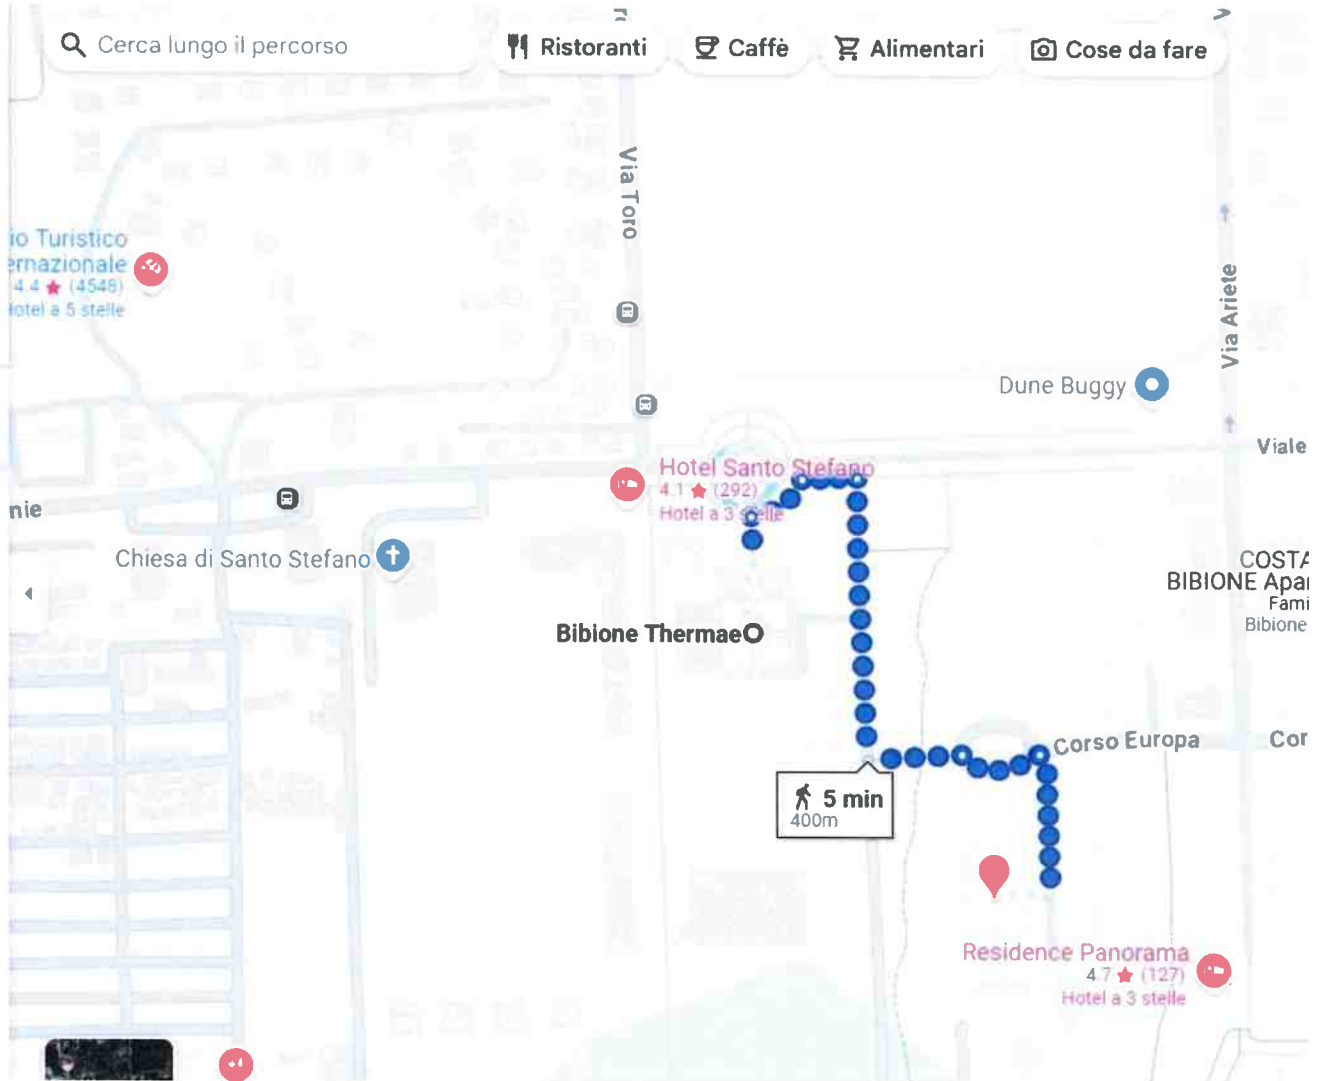 Cerca lungo il percorso
Ristoranti
Caffè
Alimentari
Cose da fare
Via Toro
io Turistico
ernazionale
4.4 ★ (4548)
Hotel a 5 stelle
Via Ariete
Dune Buggy
Viale
Hotel Santo Stefano
4.1 ★ (292)
Hotel a 3 stelle
nie
Chiesa di Santo Stefano
COSTA
BIBIONE Apar
Fami
Bibione
Bibione Thermae
Corso Europa
Cor
5 min
400m
Residence Panorama
4.7 ★ (127)
Hotel a 3 stelle